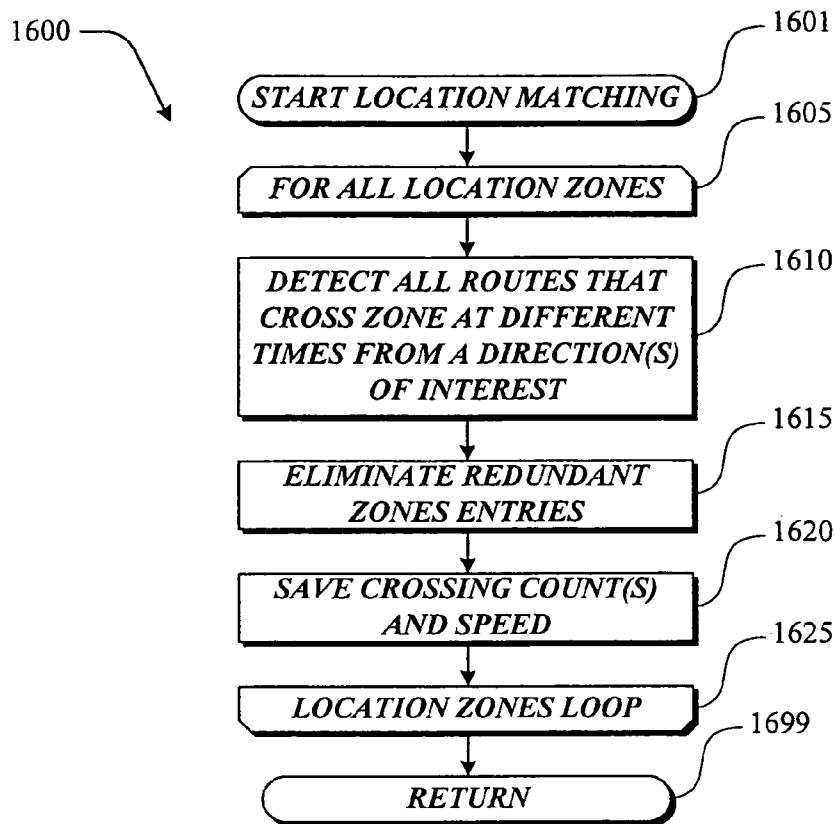 1600
1601
START LOCATION MATCHING
1605
FOR ALL LOCATION ZONES
1610
DETECT ALL ROUTES THAT
CROSS ZONE AT DIFFERENT
TIMES FROM A DIRECTION(S)
OF INTEREST
1615
ELIMINATE REDUNDANT
ZONES ENTRIES
1620
SAVE CROSSING COUNT(S)
AND SPEED
1625
LOCATION ZONES LOOP
1699
RETURN